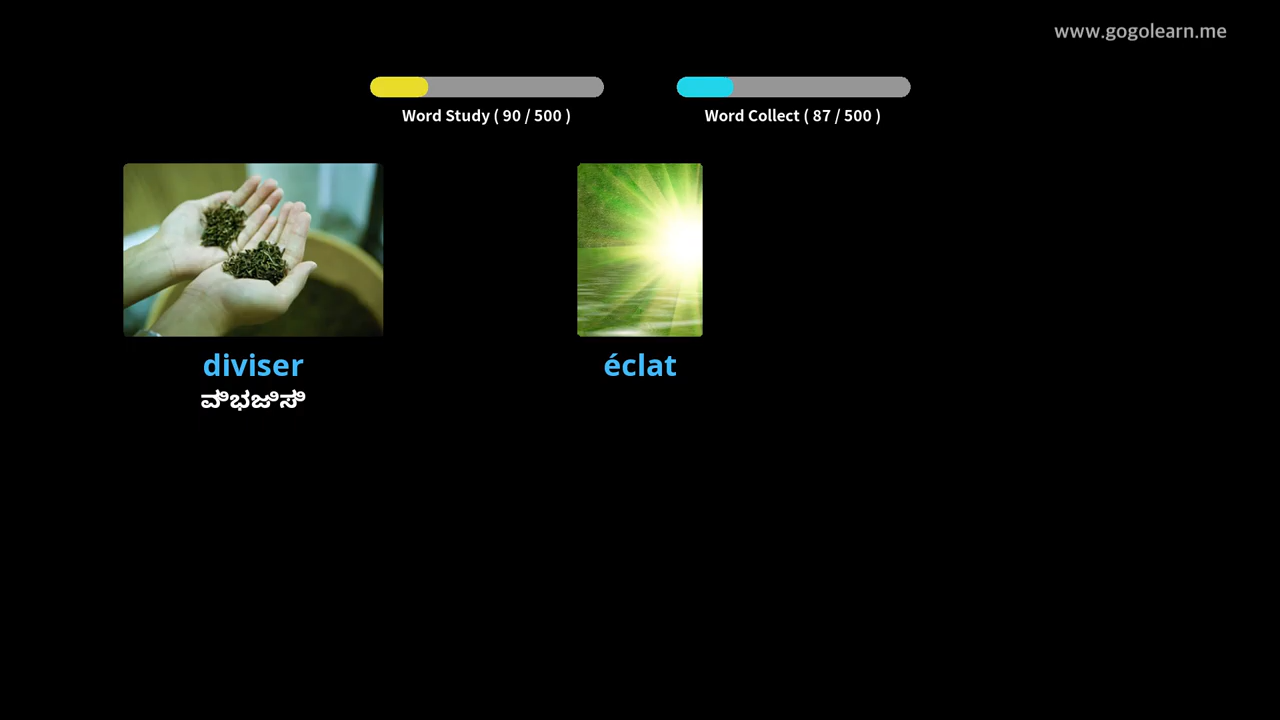 www.gogolearn.me
Word Study ( 90 / 500 )
Word Collect ( 87 / 500 )
diviser
ವಿಭಜಿಸಿ
éclat